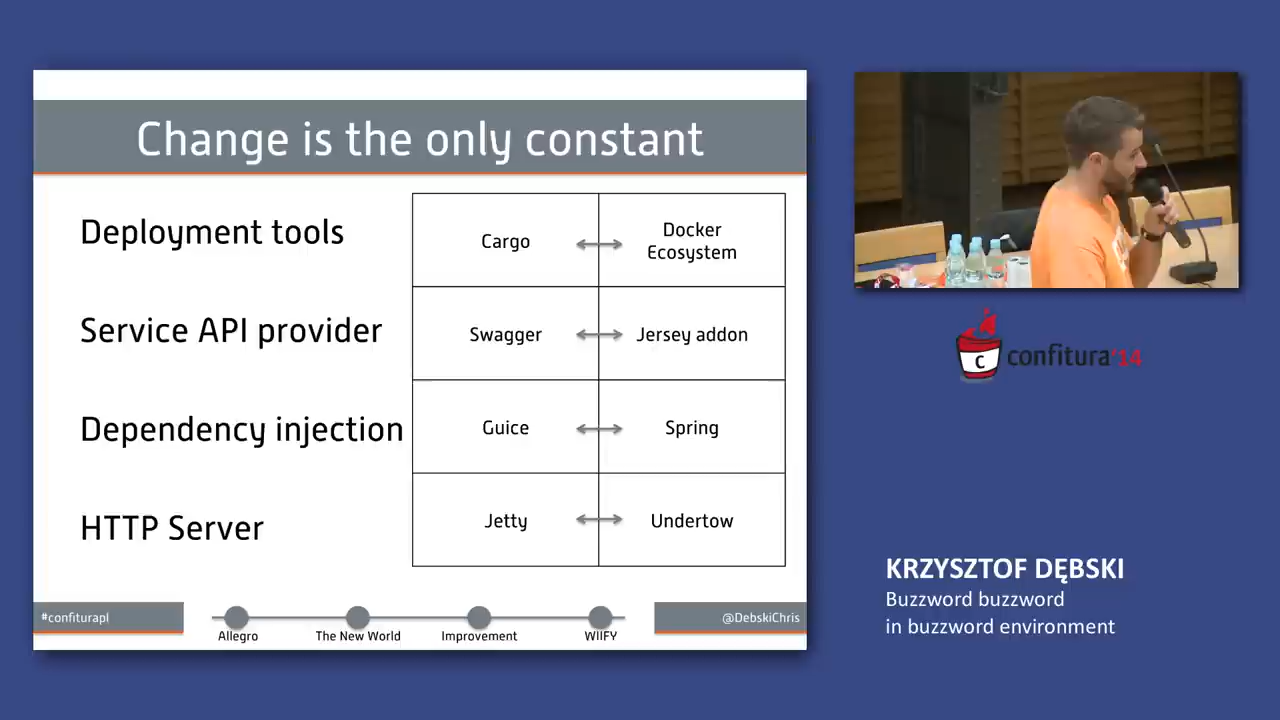 Change is the only constant
Deployment tools
Cargo
Docker
Ecosystem
Service API provider
Swagger
Jersey addon
Dependency injection
Guice
Spring
HTTP Server
Jetty
Undertow
#confiturapl
Allegro
The New World
Improvement
WIIFY
@DebskiChris
C
confitura'14
KRZYSZTOF DĘBSKI
Buzzword buzzword
in buzzword environment